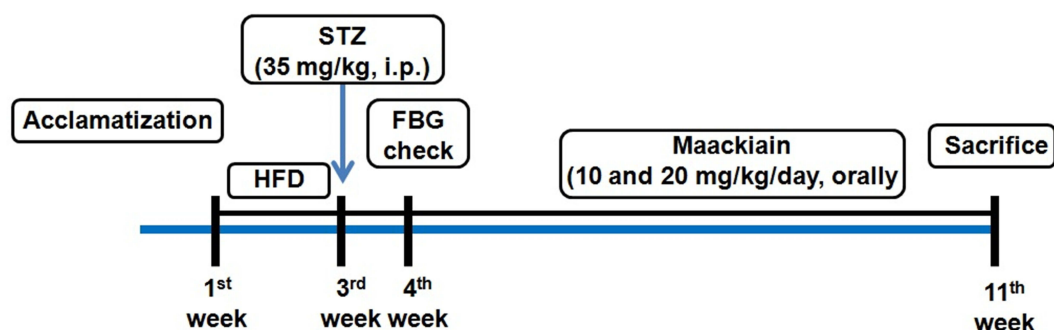 STZ
(35 mg/kg, i.p.)
Acclamatization
FBG
check
HFD
Maackiain
(10 and 20 mg/kg/day, orally
Sacrifice
1st
week
3rd
week
4th
week
11th
week